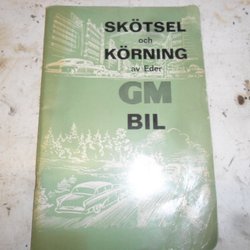 SKÖTSEL
och
KÖRNING
av Eder
GM
BIL